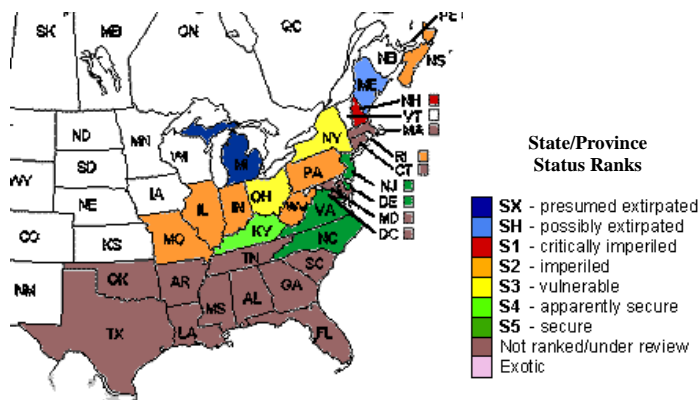 SK
MB
ON
QC
PE
NB
NS
ME
NH
VT
MA
ND
MN
SD
WI
MI
NY
WY
NE
IA
PA
RI
CT
NJ
DE
MD
DC
CO
KS
MO
IL
IN
OH
WV
VA
KY
NC
TN
NM
OK
AR
SC
TX
LA
MS
AL
GA
FL
State/Province
Status Ranks
SX - presumed extirpated
SH - possibly extirpated
S1 - critically imperiled
S2 - imperiled
S3 - vulnerable
S4 - apparently secure
S5 - secure
Not ranked/under review
Exotic